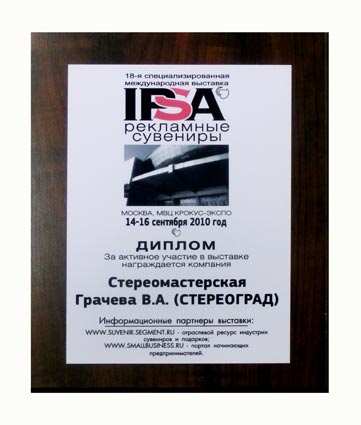 18-я специализированная
международная выставка
IPSA
рекламные
сувениры
МОСКВА, МВЦ КРОКУС-ЭКСПО
14-16 сентября 2010 год
ДИПЛОМ
За активное участие в выставке
награждается компания
Стереомастерская
Грачева В.А. (СТЕРЕОГРАД)
Информационные партнеры выставки:
WWW.SUVENIR.SEGMENT.RU - отраслевой ресурс индустрии
сувениров и подарков;
WWW.SMALLBUSINESS.RU - портал начинающих
предпринимателей.